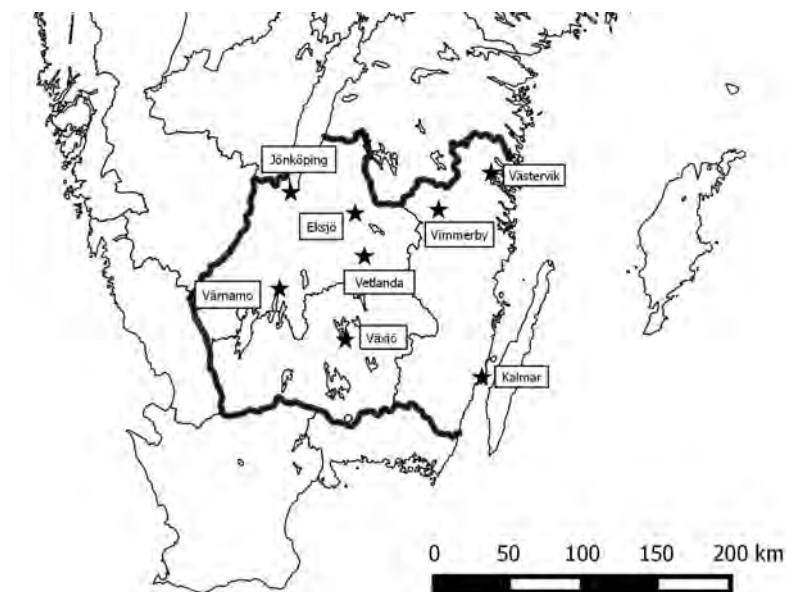 Jönköping
Västervik
Eksjö
Vimmerby
Vetlanda
Värnamo
Växjö
Kalmar
0 50 100 150 200 km